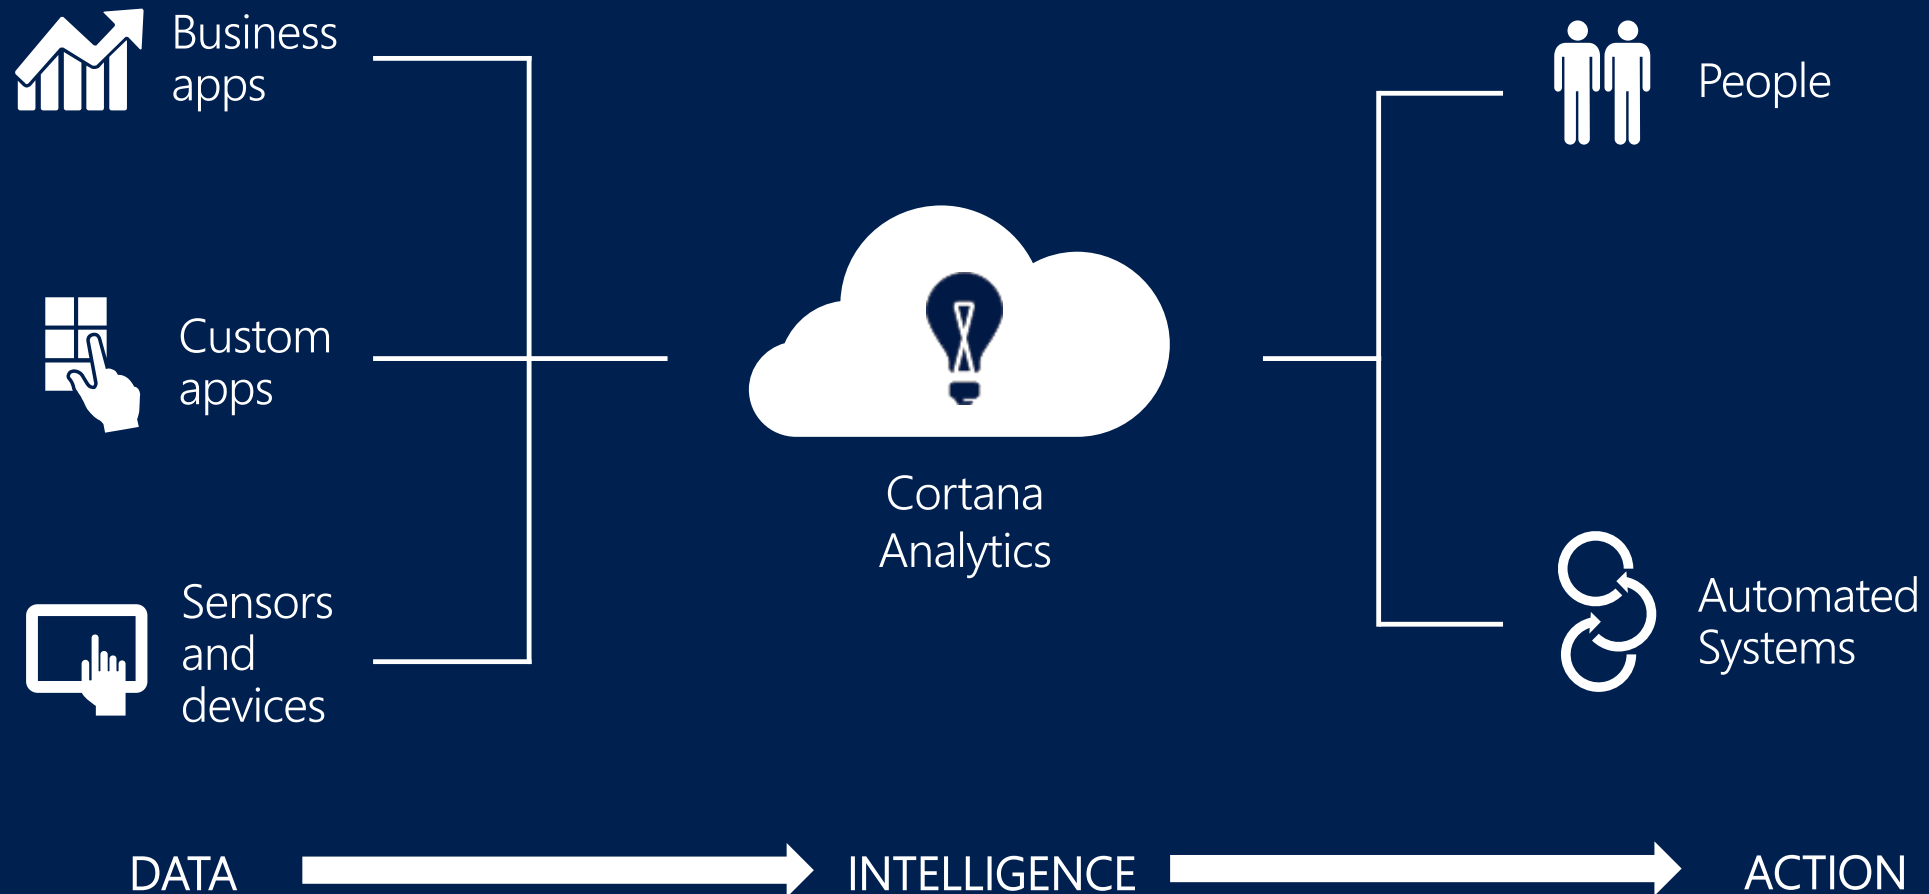 Business
apps
Custom
apps
Sensors
and
devices
Cortana
Analytics
People
Automated
Systems
DATA
INTELLIGENCE
ACTION